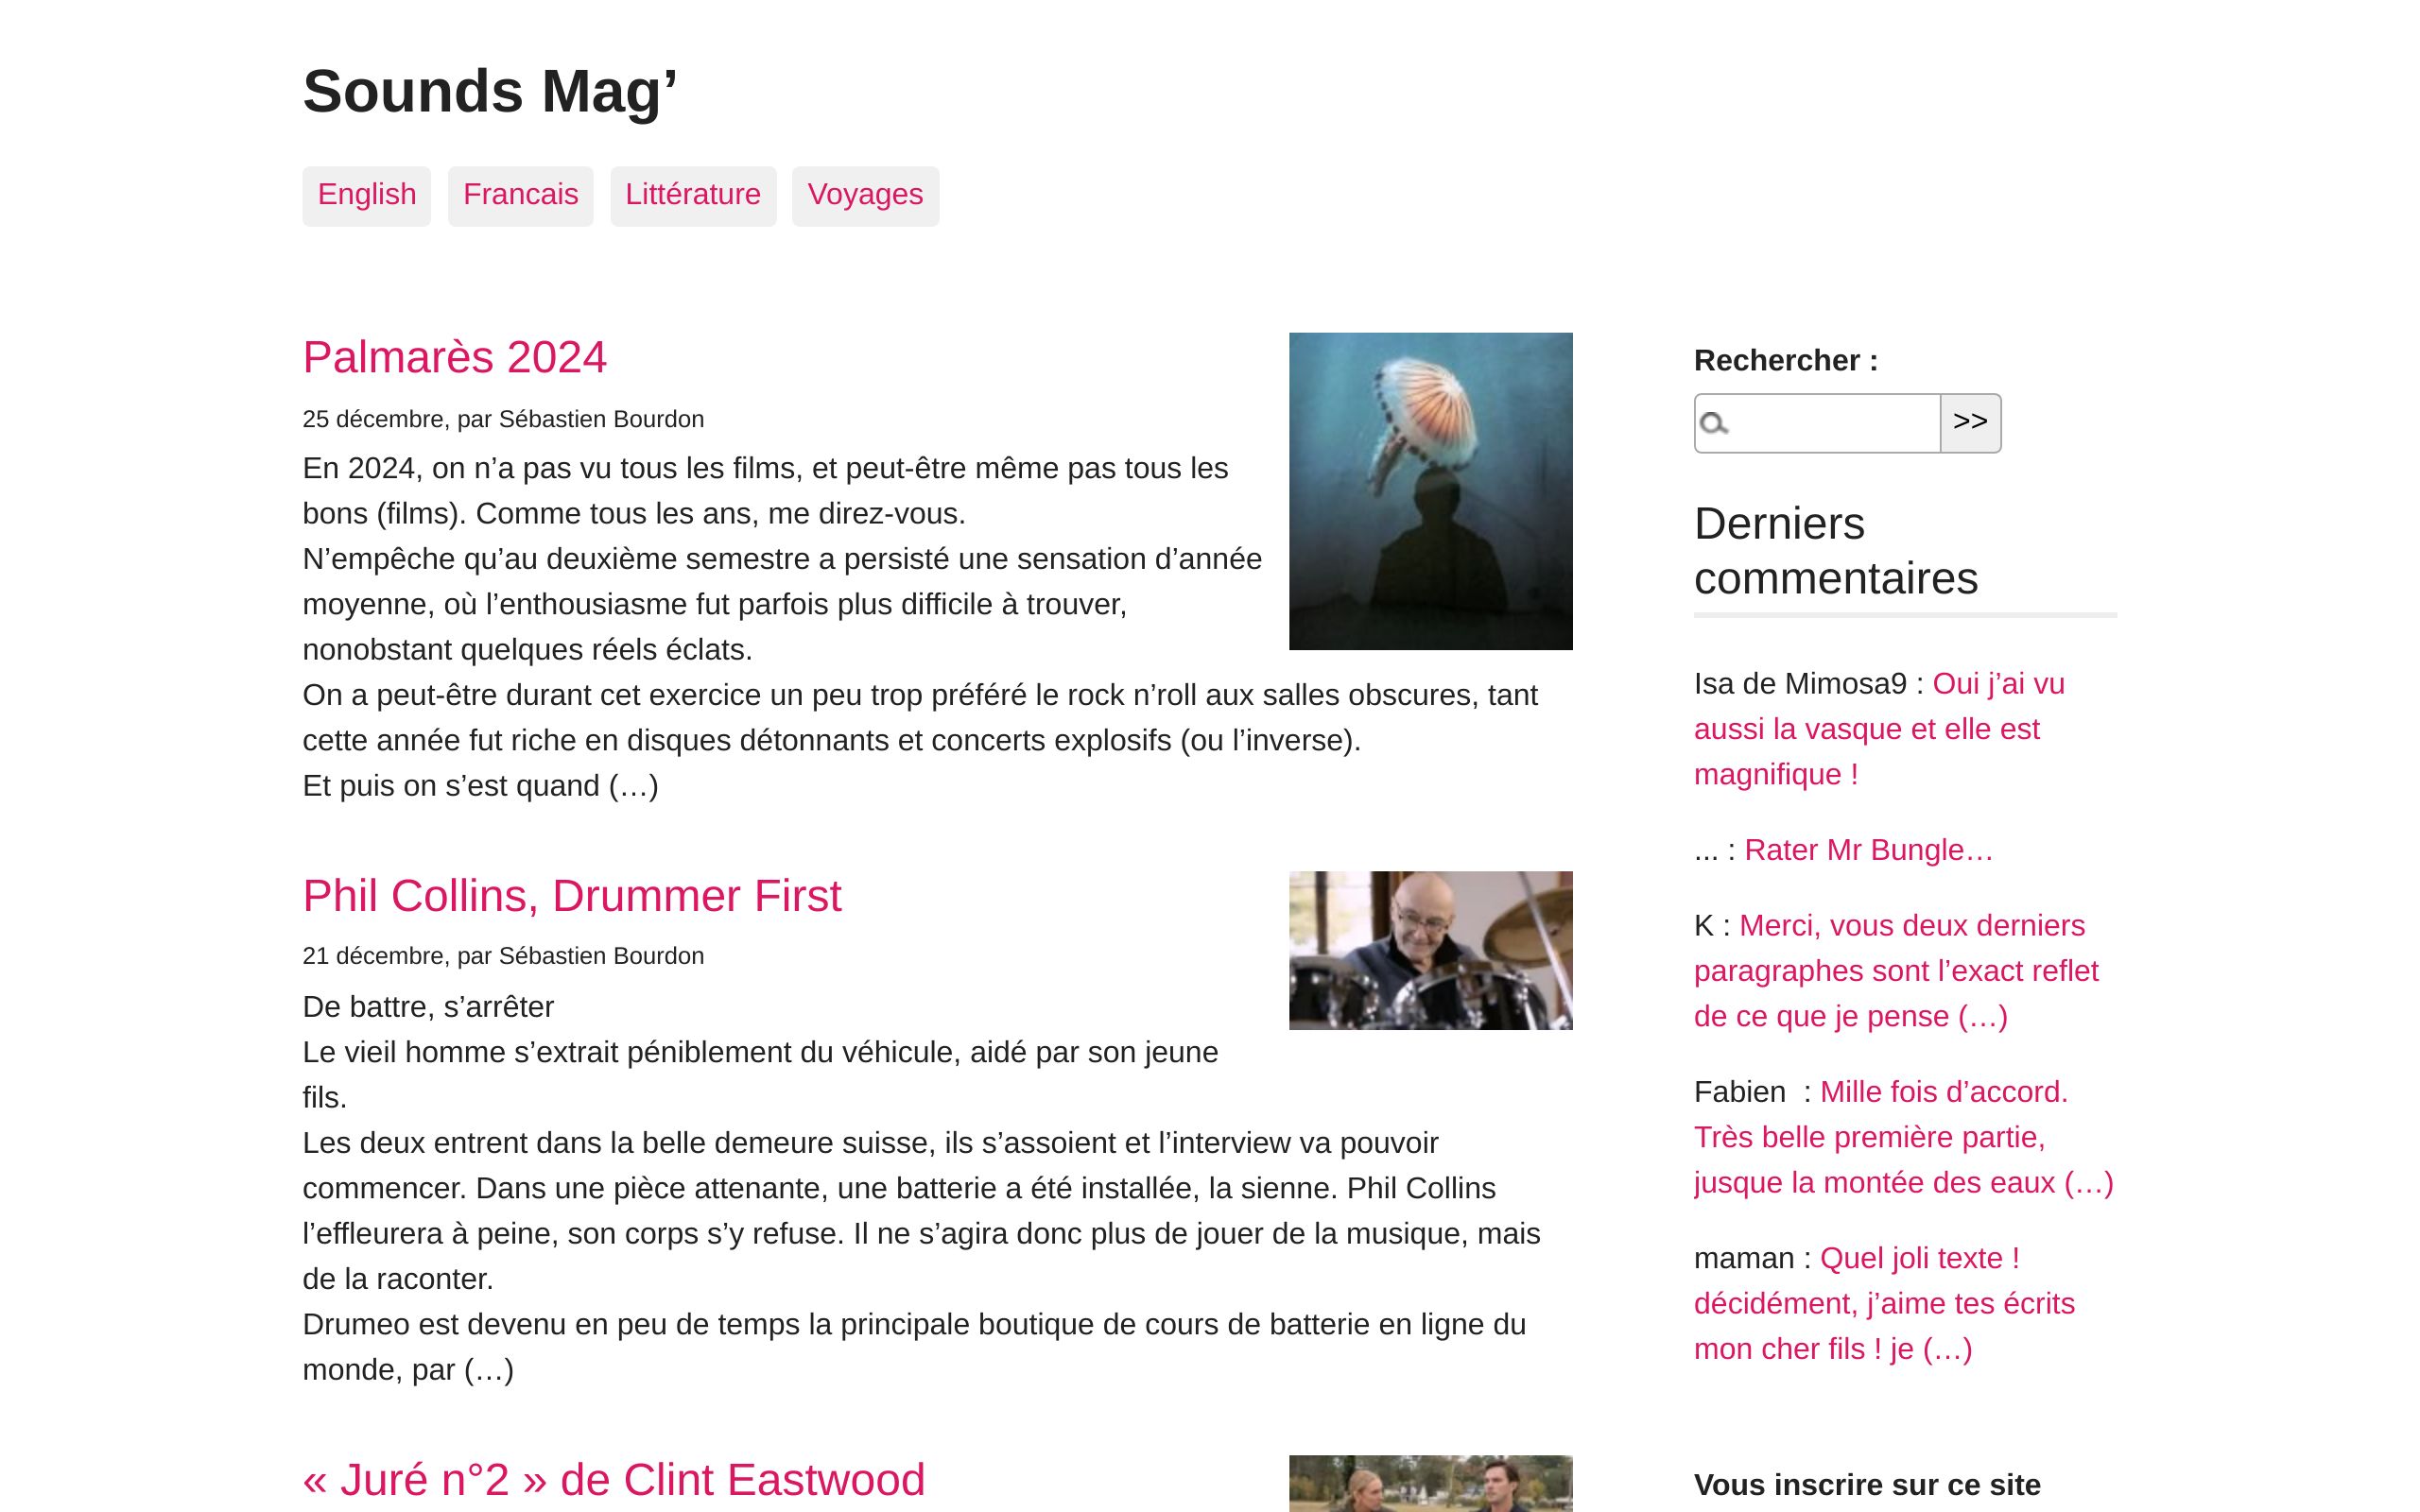 Sounds Mag’
English
Francais
Littérature
Voyages
Palmarès 2024
25 décembre, par Sébastien Bourdon
En 2024, on n’a pas vu tous les films, et peut-être même pas tous les
bons (films). Comme tous les ans, me direz-vous.
N’empêche qu’au deuxième semestre a persisté une sensation d’année
moyenne, où l’enthousiasme fut parfois plus difficile à trouver,
nonobstant quelques réels éclats.
On a peut-être durant cet exercice un peu trop préféré le rock n’roll aux salles obscures, tant
cette année fut riche en disques détonnants et concerts explosifs (ou l’inverse).
Et puis on s’est quand (…)
Phil Collins, Drummer First
21 décembre, par Sébastien Bourdon
De battre, s’arrêter
Le vieil homme s’extrait péniblement du véhicule, aidé par son jeune
fils.
Les deux entrent dans la belle demeure suisse, ils s’assoient et l’interview va pouvoir
commencer. Dans une pièce attenante, une batterie a été installée, la sienne. Phil Collins
l’effleurera à peine, son corps s’y refuse. Il ne s’agira donc plus de jouer de la musique, mais
de la raconter.
Drumeo est devenu en peu de temps la principale boutique de cours de batterie en ligne du
monde, par (…)
« Juré n°2 » de Clint Eastwood
Rechercher :
>>
Derniers
commentaires
Isa de Mimosa9 : Oui j’ai vu
aussi la vasque et elle est
magnifique !
... : Rater Mr Bungle…
K : Merci, vous deux derniers
paragraphes sont l’exact reflet
de ce que je pense (…)
Fabien  : Mille fois d’accord.
Très belle première partie,
jusque la montée des eaux (…)
maman : Quel joli texte !
décidément, j’aime tes écrits
mon cher fils ! je (…)
Vous inscrire sur ce site